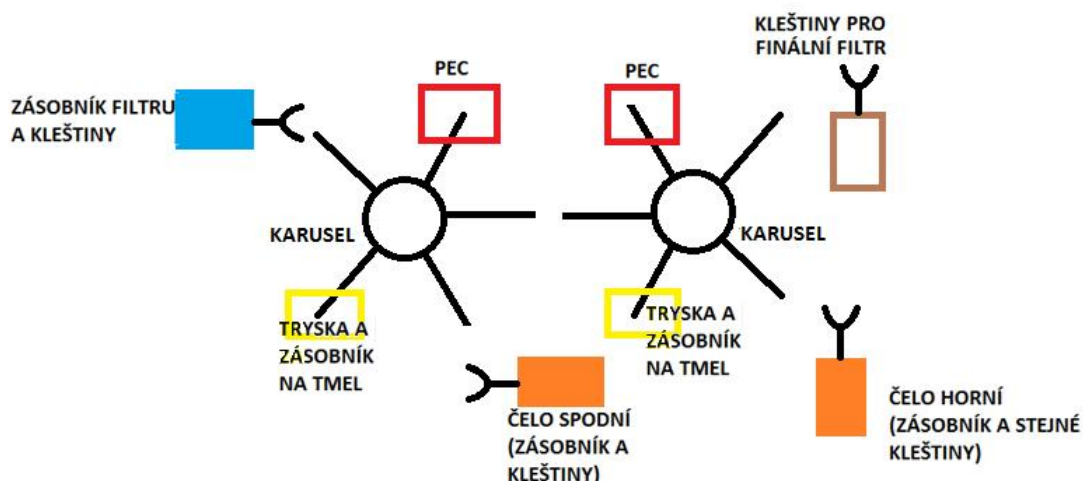 KLEŠTINY PRO
FINÁLNÍ FILTR
PEC
PEC
ZÁSOBNÍK FILTRU
A KLEŠTINY
KARUSEL
KARUSEL
TRYSKA A
ZÁSOBNÍK
NA TMEL
TRYSKA A
ZÁSOBNÍK
NA TMEL
ČELO SPODNÍ
(ZÁSOBNÍK A
KLEŠTINY)
ČELO HORNÍ
(ZÁSOBNÍK A STEJNÉ
KLEŠTINY)